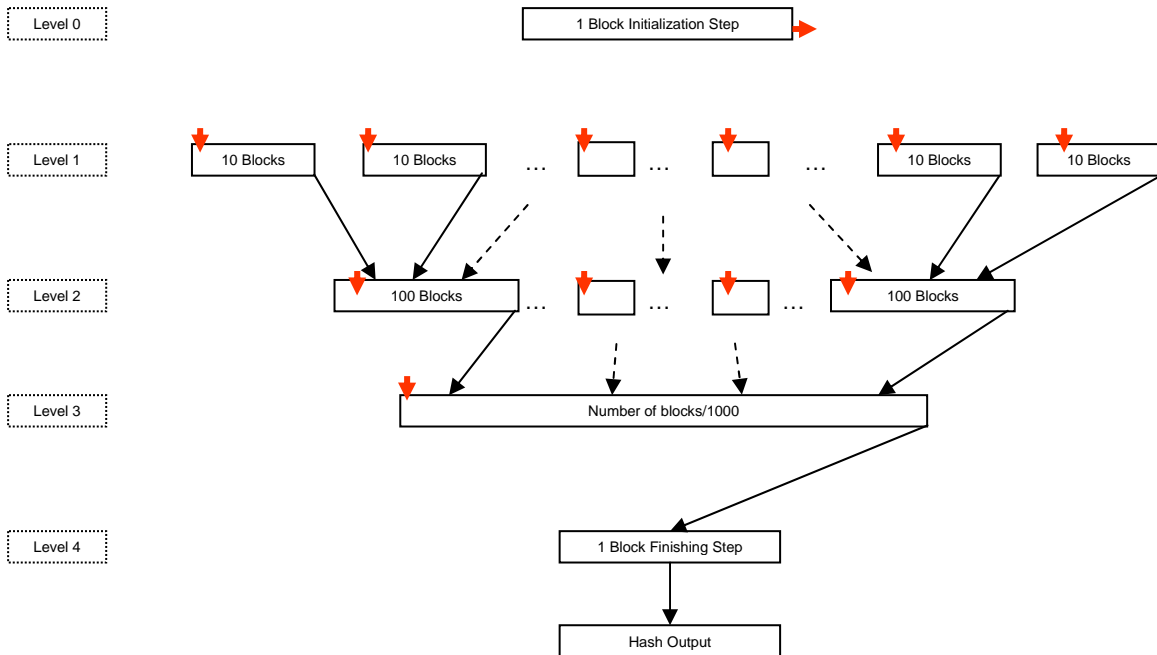 Level 0
1 Block Initialization Step
Level 1
10 Blocks
10 Blocks
...
...
...
10 Blocks
10 Blocks
Level 2
100 Blocks
...
...
...
100 Blocks
Level 3
Number of blocks/1000
Level 4
1 Block Finishing Step
Hash Output